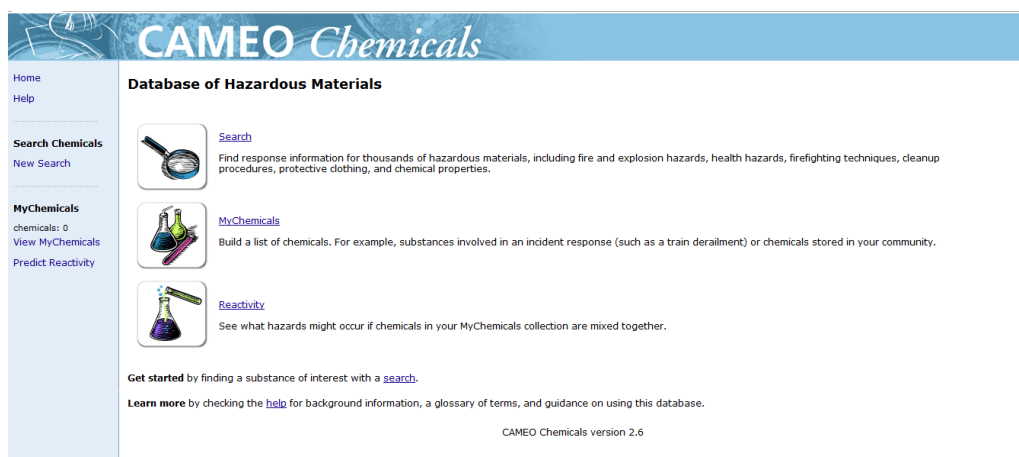 CAMEO Chemicals
Home
Help
Search Chemicals
New Search
MyChemicals
chemicals: 0
View MyChemicals
Predict Reactivity
Database of Hazardous Materials
Search
Find response information for thousands of hazardous materials, including fire and explosion hazards, health hazards, firefighting techniques, cleanup
procedures, protective clothing, and chemical properties.
MyChemicals
Build a list of chemicals. For example, substances involved in an incident response (such as a train derailment) or chemicals stored in your community.
Reactivity
See what hazards might occur if chemicals in your MyChemicals collection are mixed together.
Get started by finding a substance of interest with a search.
Learn more by checking the help for background information, a glossary of terms, and guidance on using this database.
CAMEO Chemicals version 2.6